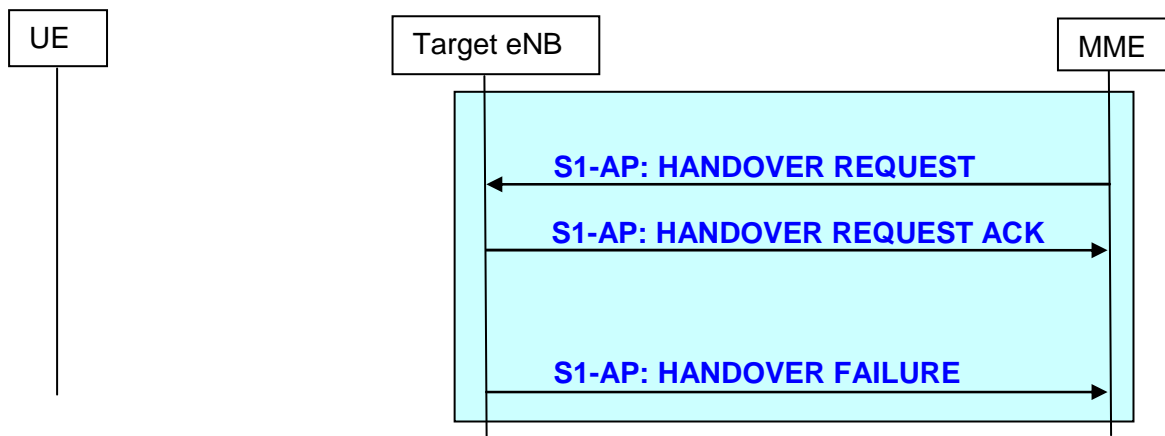 UE
Target eNB
MME
S1-AP: HANDOVER REQUEST
S1-AP: HANDOVER REQUEST ACK
S1-AP: HANDOVER FAILURE